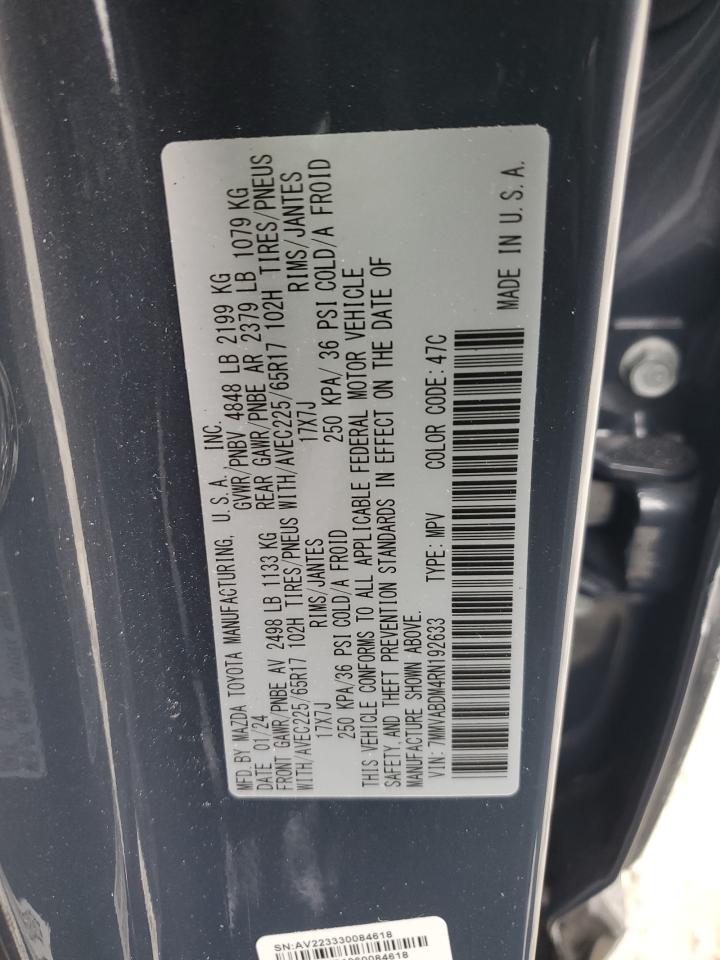 MFD.BY MAZDA TOYOTA MANUFACTURING, U.S.A., INC.
DATE 01/24 GVWR/PNBV 4848 LB 2199 KG
FRONT GAWR/PNBE AV 2498 LB 1133 KG REAR GAWR/PNBE AR 2379 LB 1079 KG
WITH/AVEC225/65R17 102H TIRES/PNEUS WITH/AVEC225/65R17 102H TIRES/PNEUS
17X7J RIMS/JANTES 17X7J RIMS/JANTES
250 KPA/36 PSI COLD/A FROID 250 KPA/ 36 PSI COLD/A FROID
THIS VEHICLE CONFORMS TO ALL APPLICABLE FEDERAL MOTOR VEHICLE
SAFETY,AND THEFT PREVENTION STANDARDS IN EFFECT ON THE DATE OF
MANUFACTURE SHOWN ABOVE.
VIN:7MMVABDM4RN192633 TYPE: MPV COLOR CODE: 47C
MADE IN U.S.A.
SN:AV223330084618